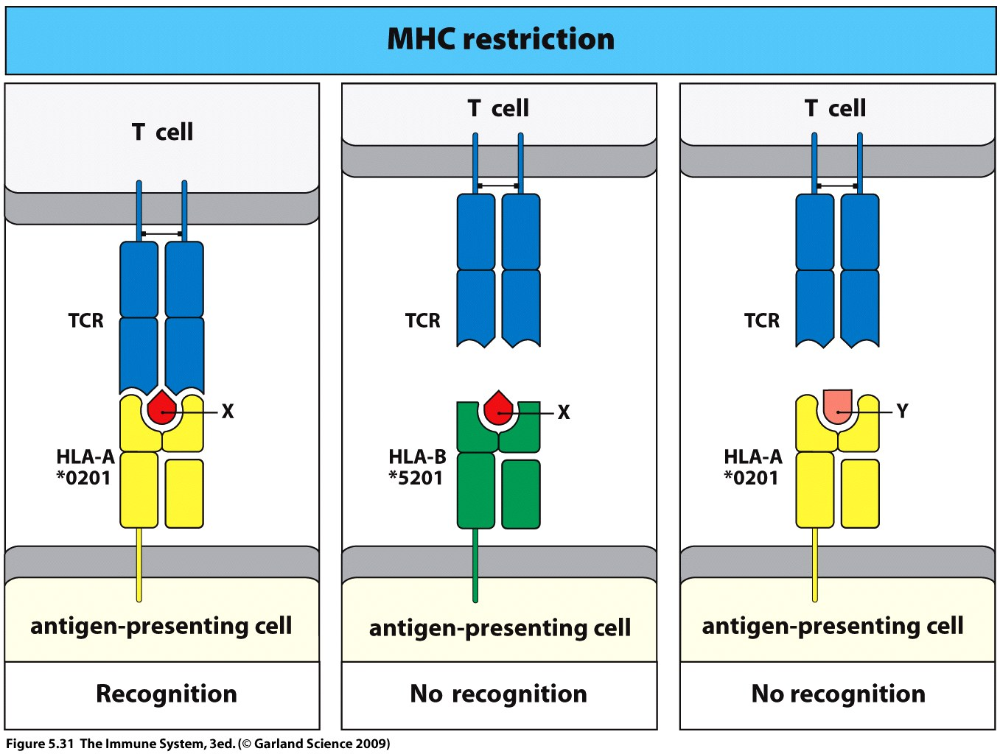 MHC restriction
T cell
TCR
X
HLA-A
*0201
antigen-presenting cell
Recognition
T cell
TCR
X
HLA-B
*5201
antigen-presenting cell
No recognition
T cell
TCR
Y
HLA-A
*0201
antigen-presenting cell
No recognition
Figure 5.31 The Immune System, 3ed. (© Garland Science 2009)